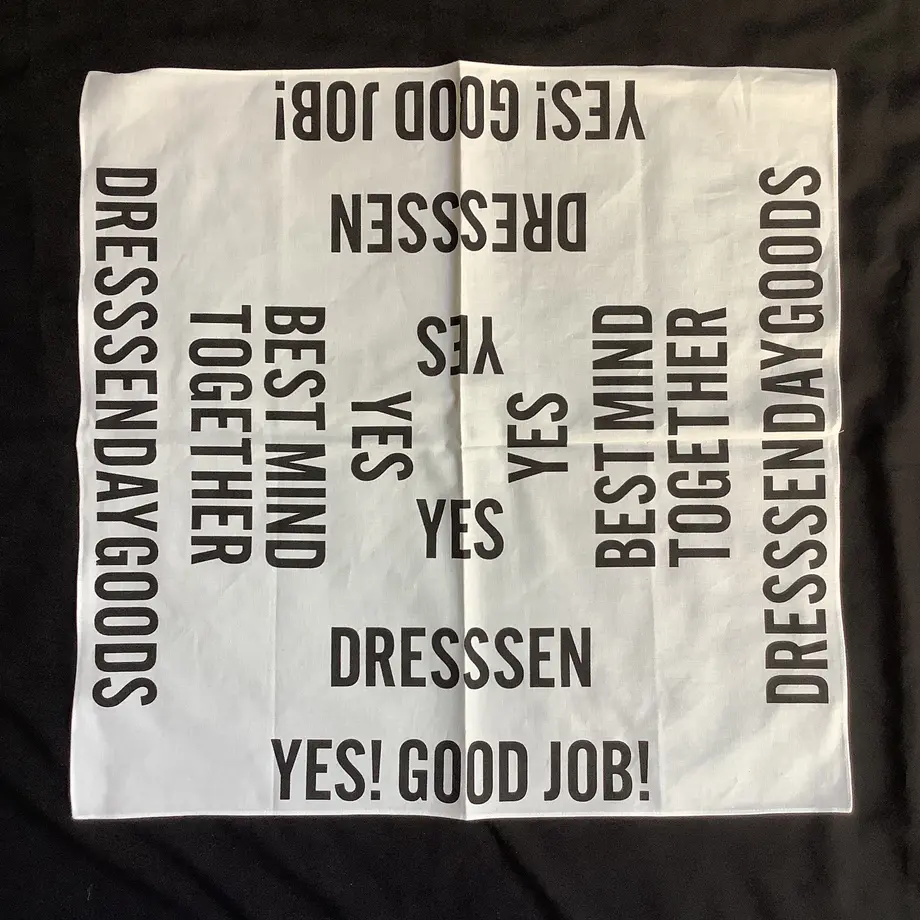 YES! GOOD JOB!
DRESSSEN
YES
DRESSSENDAYGOODS
TOGETHER
BEST MIND
YES
YES
BEST MIND
TOGETHER
DRESSSENDAYGOODS
YES
DRESSSEN
YES! GOOD JOB!